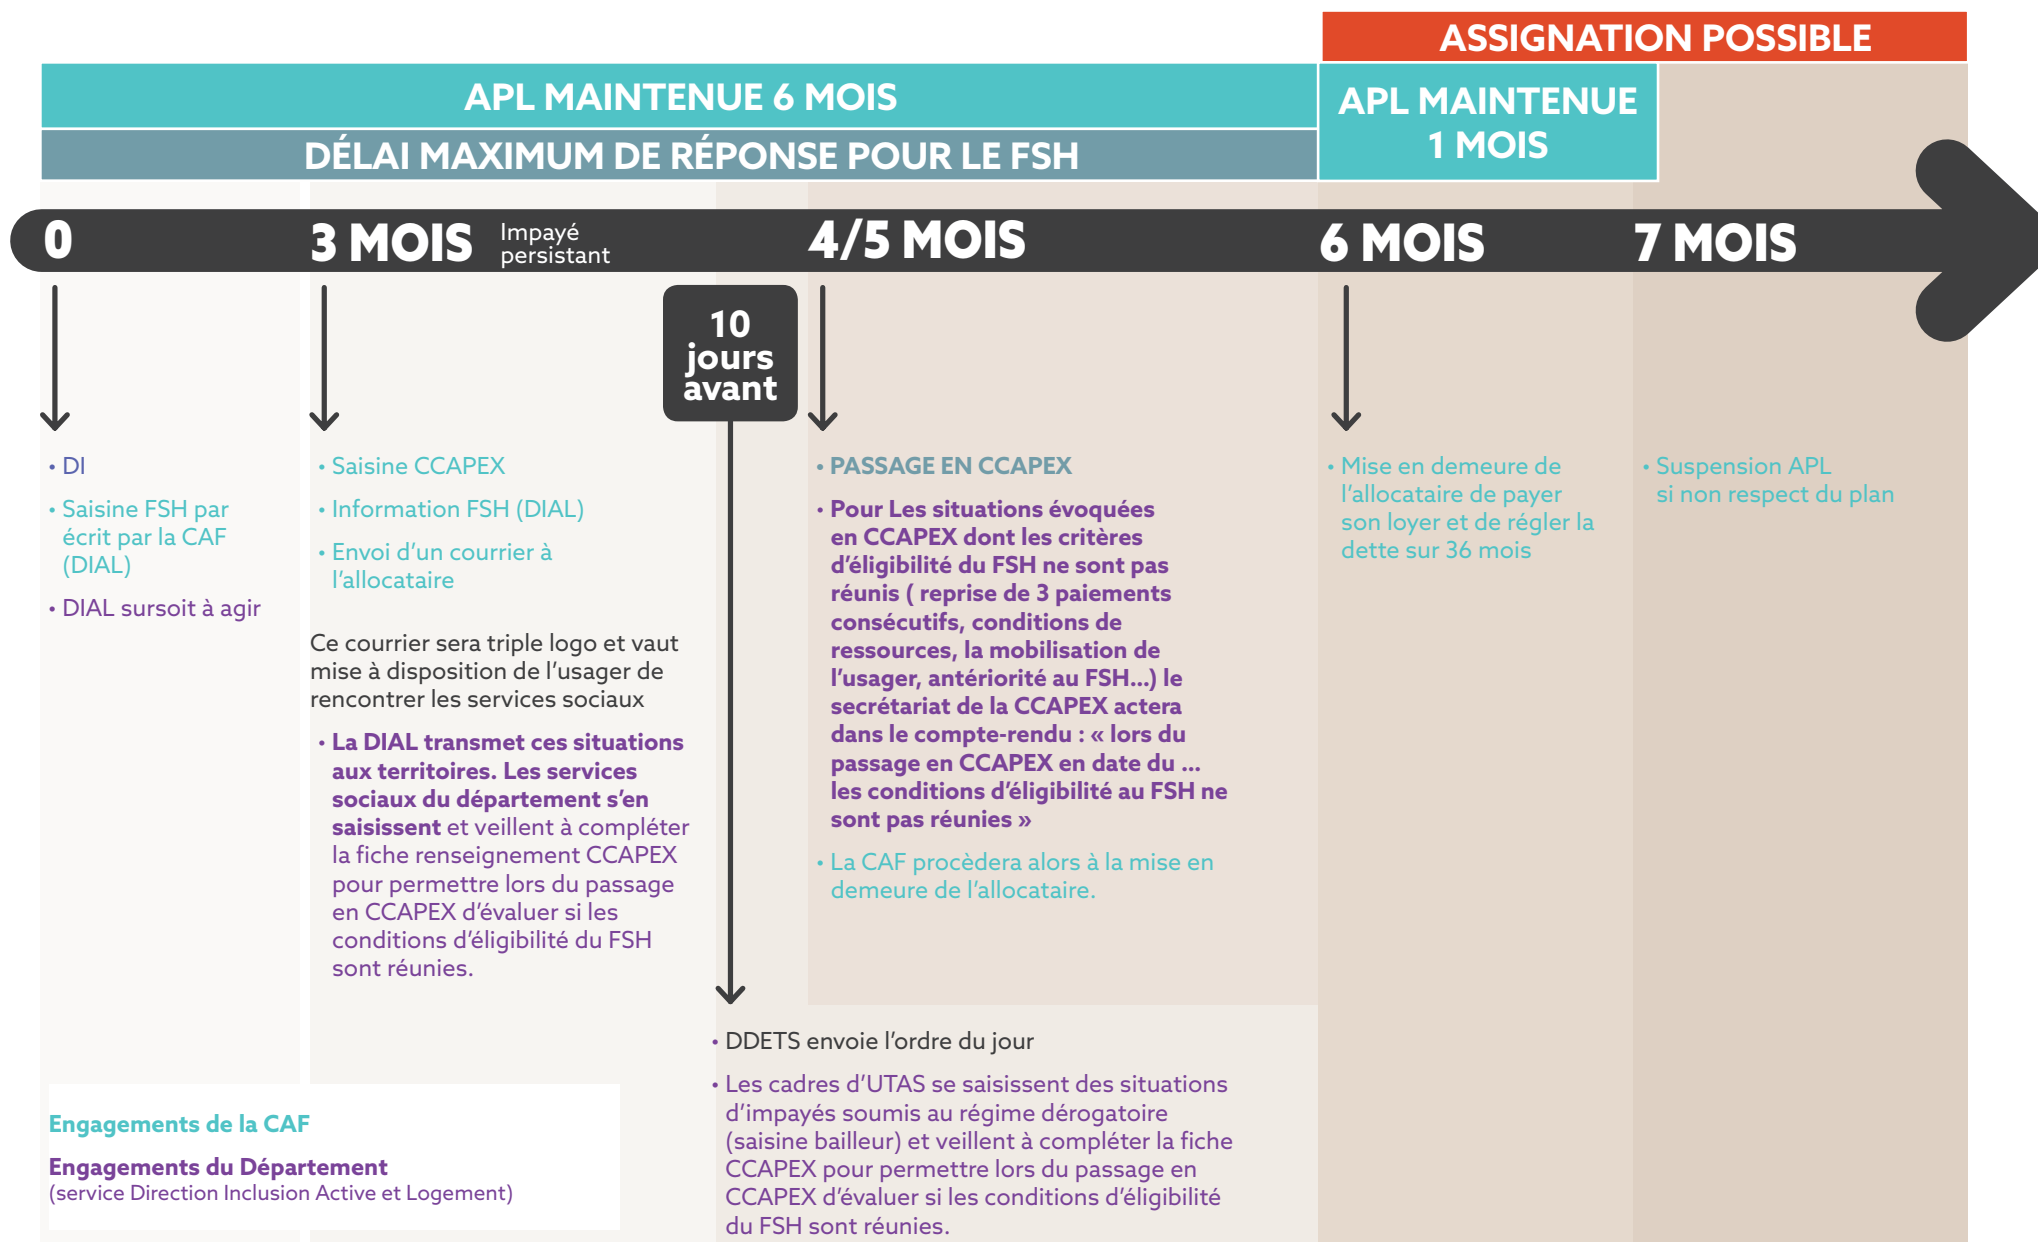 ASSIGNATION POSSIBLE
APL MAINTENUE 6 MOIS
DÉLAI MAXIMUM DE RÉPONSE POUR LE FSH
APL MAINTENUE
1 MOIS
0
3 MOIS
Impayé
persistant
4/5 MOIS
6 MOIS
7 MOIS
10
jours
avant
• DI
• Saisine FSH par
écrit par la CAF
(DIAL)
• DIAL sursoit à agir
• Saisine CCAPEX
• Information FSH (DIAL)
• Envoi d'un courrier à
l'allocataire
Ce courrier sera triple logo et vaut
mise à disposition de l'usager de
rencontrer les services sociaux
• La DIAL transmet ces situations
aux territoires. Les services
sociaux du département s'en
saisissent et veillent à compléter
la fiche renseignement CCAPEX
pour permettre lors du passage
en CCAPEX d'évaluer si les
conditions d'éligibilité du FSH
sont réunies.
• PASSAGE EN CCAPEX
• Pour Les situations évoquées
en CCAPEX dont les critères
d'éligibilité du FSH ne sont pas
réunis ( reprise de 3 paiements
consécutifs, conditions de
ressources, la mobilisation de
l'usager, antériorité au FSH...) le
secrétariat de la CCAPEX actera
dans le compte-rendu : « lors du
passage en CCAPEX en date du ...
les conditions d'éligibilité au FSH ne
sont pas réunies »
• La CAF procèdera alors à la mise en
demeure de l'allocataire.
• Mise en demeure de
l'allocataire de payer
son loyer et de régler la
dette sur 36 mois
• Suspension APL
si non respect du plan
• DDETS envoie l'ordre du jour
• Les cadres d'UTAS se saisissent des situations
d'impayés soumis au régime dérogatoire
(saisine bailleur) et veillent à compléter la fiche
CCAPEX pour permettre lors du passage en
CCAPEX d'évaluer si les conditions d'éligibilité
du FSH sont réunies.
Engagements de la CAF
Engagements du Département
(service Direction Inclusion Active et Logement)